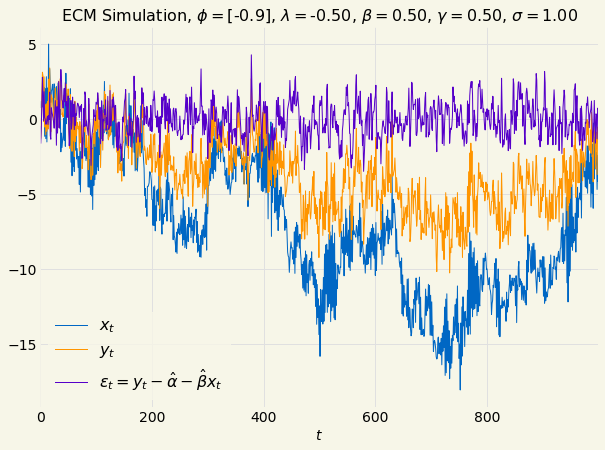 ECM Simulation, ϕ = [-0.9], λ = -0.50, β = 0.50, γ = 0.50, σ = 1.00
5
0
−5
−10
−15
x_t
y_t
ε_t = y_t − α̂ − β̂x_t
0 200 400 600 800
t